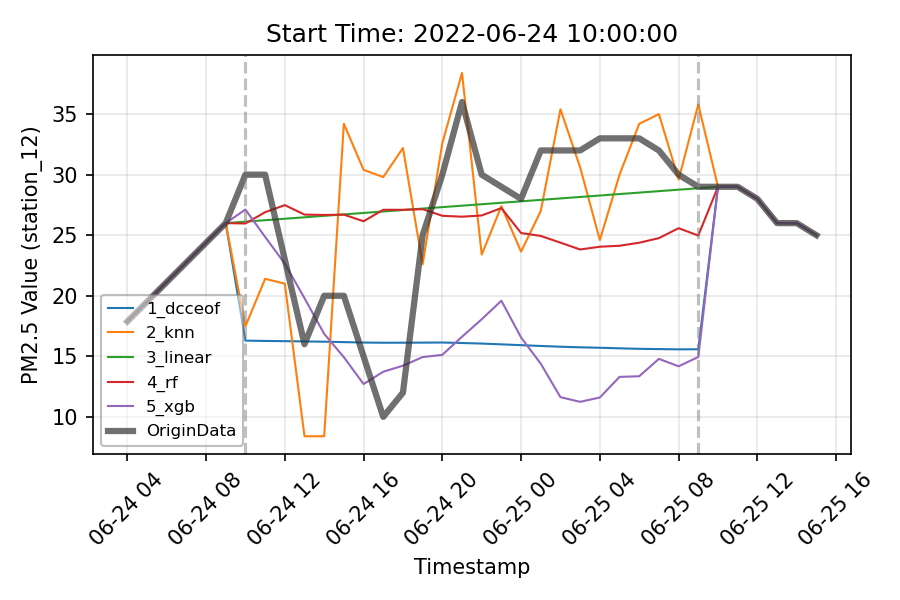 Start Time: 2022-06-24 10:00:00
PM2.5 Value (station_12)
35
30
25
20
15
10
1_dcceof
2_knn
3_linear
4_rf
5_xgb
OriginData
06-24 04
06-24 08
06-24 12
06-24 16
06-24 20
06-25 00
06-25 04
06-25 08
06-25 12
06-25 16
Timestamp